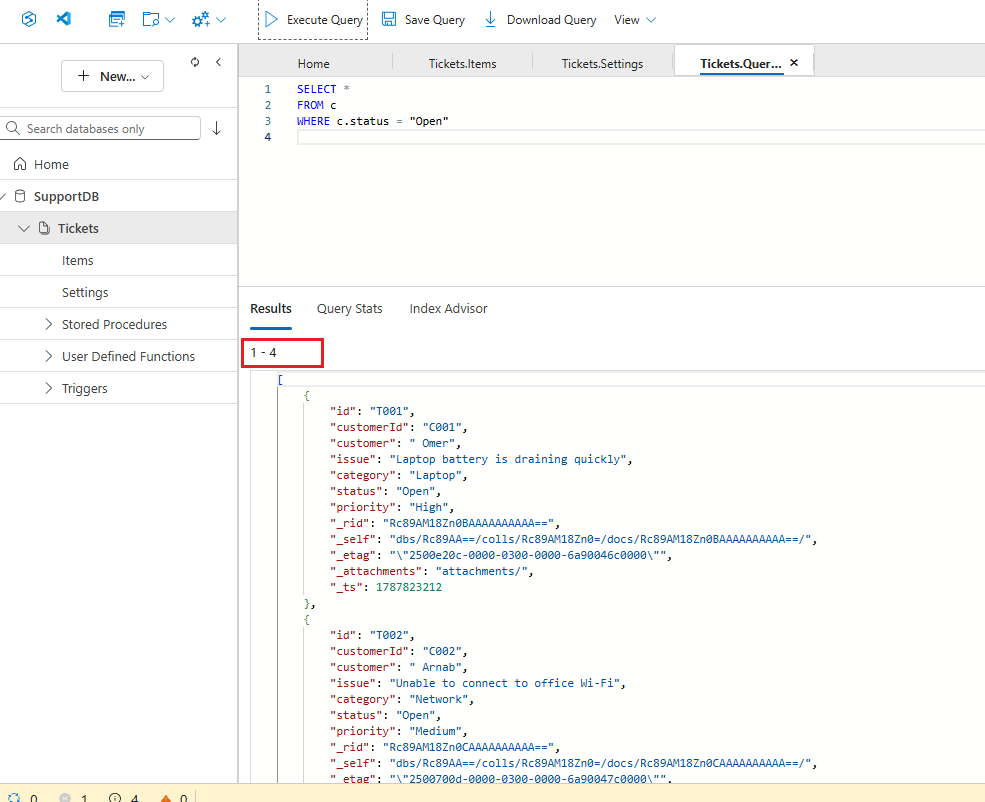 Execute Query
Save Query
Download Query
View
New...
Search databases only
Home
SupportDB
Tickets
Items
Settings
Stored Procedures
User Defined Functions
Triggers
Home
Tickets.Items
Tickets.Settings
Tickets.Quer...
1 SELECT *
2 FROM c
3 WHERE c.status = "Open"
4
Results
Query Stats
Index Advisor
1 - 4
[
{
"id": "T001",
"customerId": "C001",
"customer": " Omer",
"issue": "Laptop battery is draining quickly",
"category": "Laptop",
"status": "Open",
"priority": "High",
"_rid": "Rc89AM18Zn0BAAAAAAAAAA==",
"_self": "dbs/Rc89AA==/colls/Rc89AM18Zn0=/docs/Rc89AM18Zn0BAAAAAAAAAA==/",
"_etag": "\"2500e20c-0000-0300-0000-6a90046c0000\"",
"_attachments": "attachments/",
"_ts": 1787823212
},
{
"id": "T002",
"customerId": "C002",
"customer": " Arnab",
"issue": "Unable to connect to office Wi-Fi",
"category": "Network",
"status": "Open",
"priority": "Medium",
"_rid": "Rc89AM18Zn0CAAAAAAAAAA==",
"_self": "dbs/Rc89AA==/colls/Rc89AM18Zn0=/docs/Rc89AM18Zn0CAAAAAAAAAA==/",
"_etag": "\"2500700d-0000-0300-0000-6a90047c0000\"",
0 1 4 0